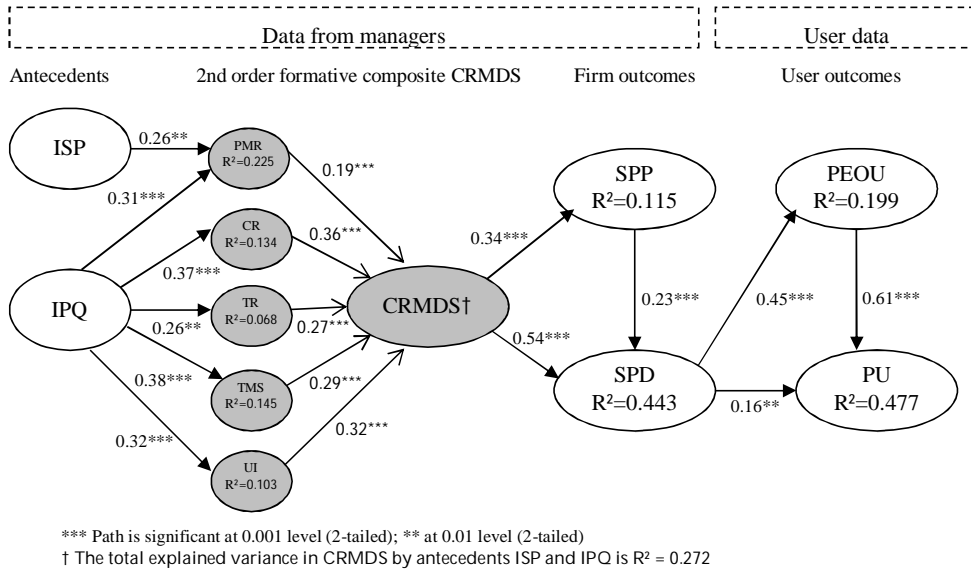 Data from managers
User data
Antecedents
2nd order formative composite CRMDS
Firm outcomes
User outcomes
ISP
0.26**
PMR
R²=0.225
0.19***
0.31***
SPP
R²=0.115
PEOU
R²=0.199
CR
R²=0.134
0.36***
0.37***
0.34***
IPQ
TR
R²=0.068
0.26**
0.27***
CRMDS†
0.23***
0.45***
0.61***
0.54***
0.38***
TMS
R²=0.145
0.29***
SPD
R²=0.443
0.16**
PU
R²=0.477
0.32***
0.32***
UI
R²=0.103
*** Path is significant at 0.001 level (2-tailed); ** at 0.01 level (2-tailed)
† The total explained variance in CRMDS by antecedents ISP and IPQ is R² = 0.272